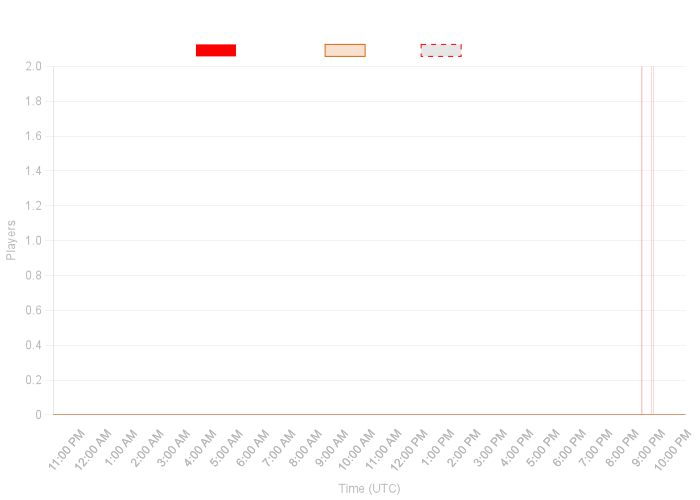 2.0
1.8
1.6
1.4
1.2
1.0
0.8
0.6
0.4
0.2
0
Players
11:00 PM
12:00 AM
1:00 AM
2:00 AM
3:00 AM
4:00 AM
5:00 AM
6:00 AM
7:00 AM
8:00 AM
9:00 AM
10:00 AM
11:00 AM
12:00 PM
1:00 PM
2:00 PM
3:00 PM
4:00 PM
5:00 PM
6:00 PM
7:00 PM
8:00 PM
9:00 PM
10:00 PM
Time (UTC)